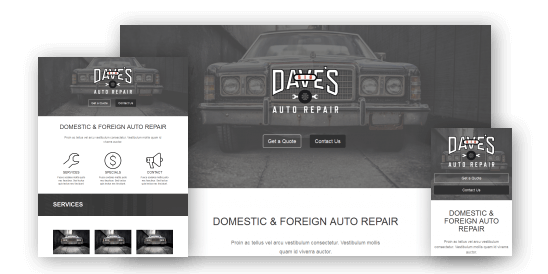 DAVE'S
AUTO REPAIR
Get a Quote
Contact Us
DOMESTIC & FOREIGN AUTO REPAIR
Proin ac tellus vel arcu vestibulum consectetur. Vestibulum mollis
quam id viverra auctor.
SERVICES
SPECIALS
CONTACT
SERVICES
DAVE'S
AUTO REPAIR
Get a Quote
Contact Us
DOMESTIC & FOREIGN AUTO REPAIR
Proin ac tellus vel arcu vestibulum consectetur. Vestibulum mollis
quam id viverra auctor.
DAVE'S
AUTO REPAIR
Get a Quote
Contact Us
DOMESTIC &
FOREIGN AUTO
REPAIR
Proin ac tellus vel arcu vestibulum
consectetur. Vestibulum mollis quam id viverra
auctor.